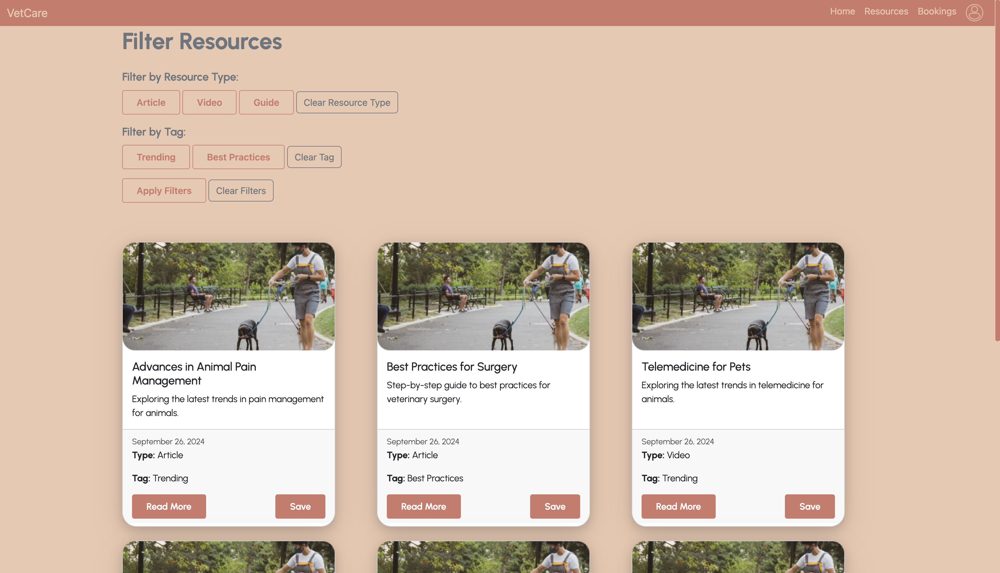 VetCare
Home Resources Bookings
Filter Resources
Filter by Resource Type:
Article Video Guide Clear Resource Type
Filter by Tag:
Trending Best Practices Clear Tag
Apply Filters Clear Filters
Advances in Animal Pain
Management
Exploring the latest trends in pain management
for animals.
September 26, 2024
Type: Article
Tag: Trending
Read More Save
Best Practices for Surgery
Step-by-step guide to best practices for
veterinary surgery.
September 26, 2024
Type: Article
Tag: Best Practices
Read More Save
Telemedicine for Pets
Exploring the latest trends in telemedicine for
animals.
September 26, 2024
Type: Video
Tag: Trending
Read More Save